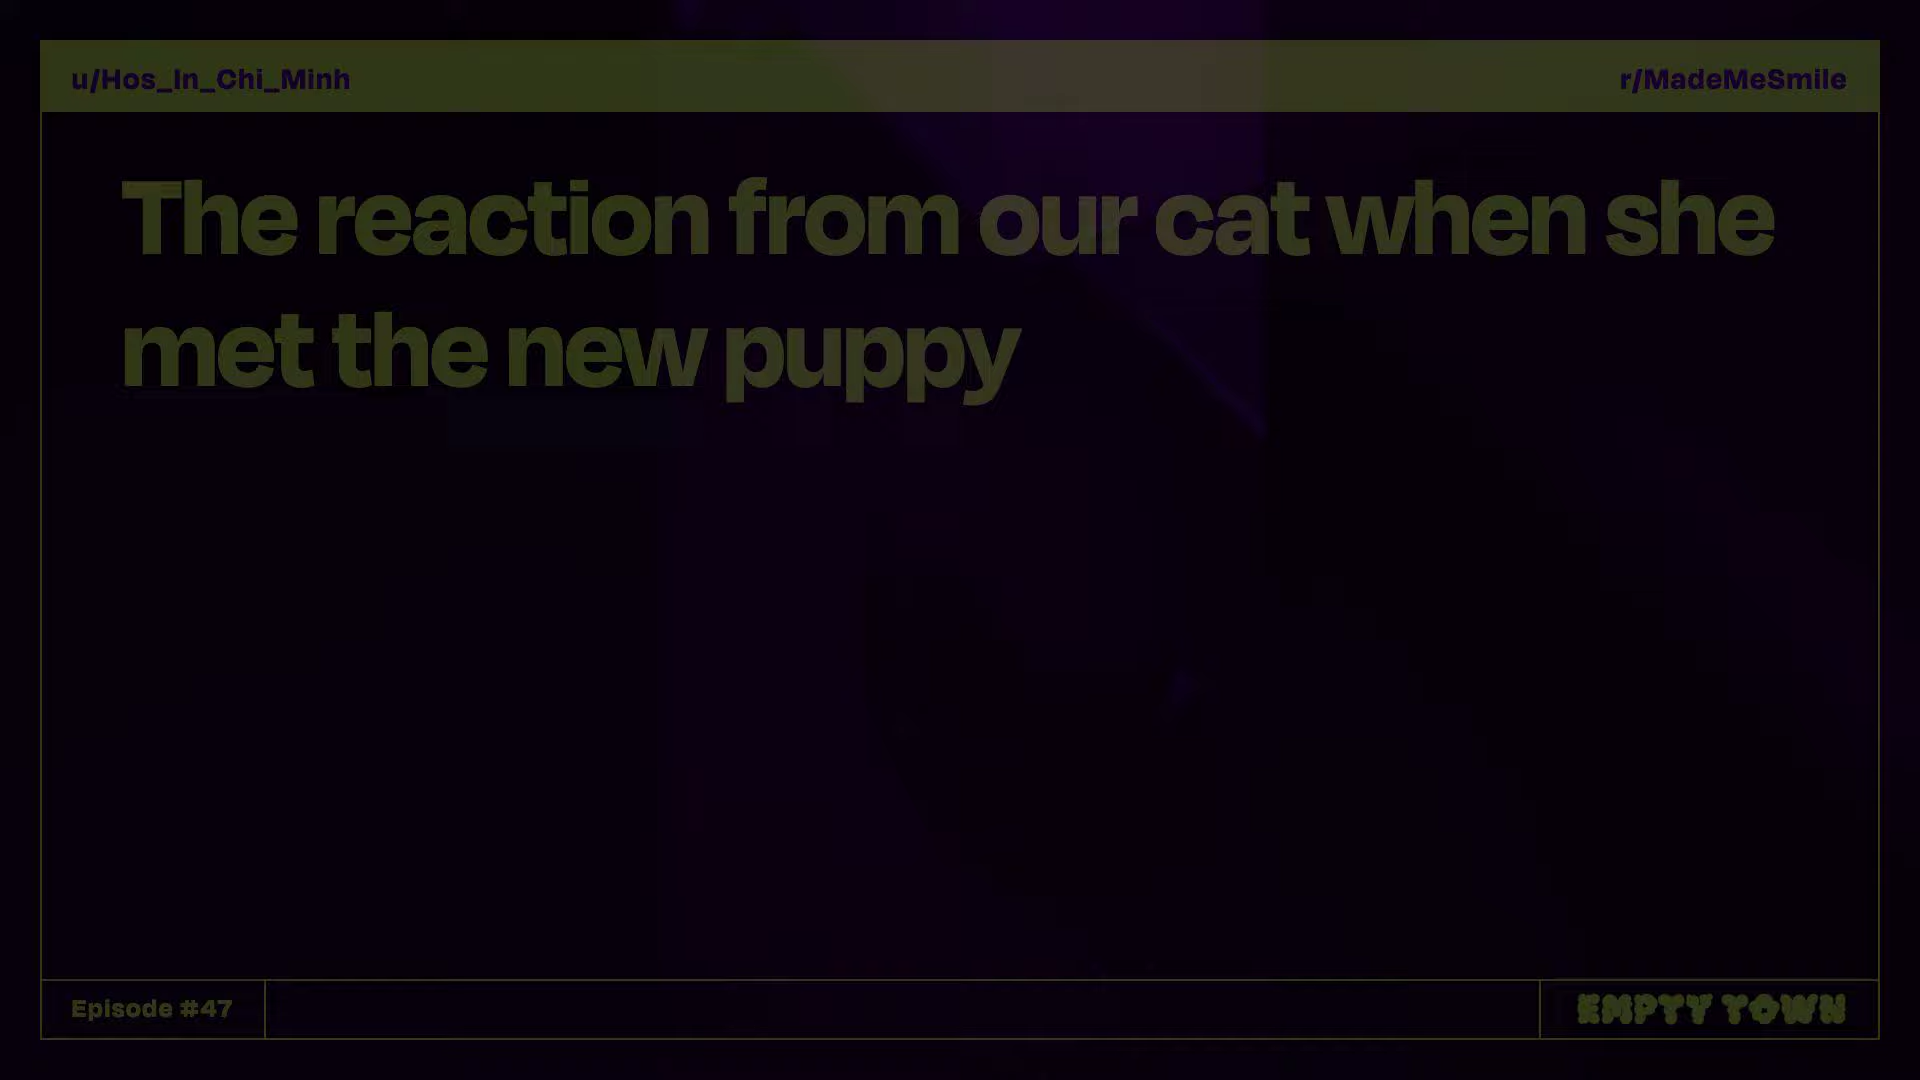 u/Hos_In_Chi_Minh
r/MadeMeSmile
The reaction from our cat when she
met the new puppy
Episode #47
EMPTY TOWN